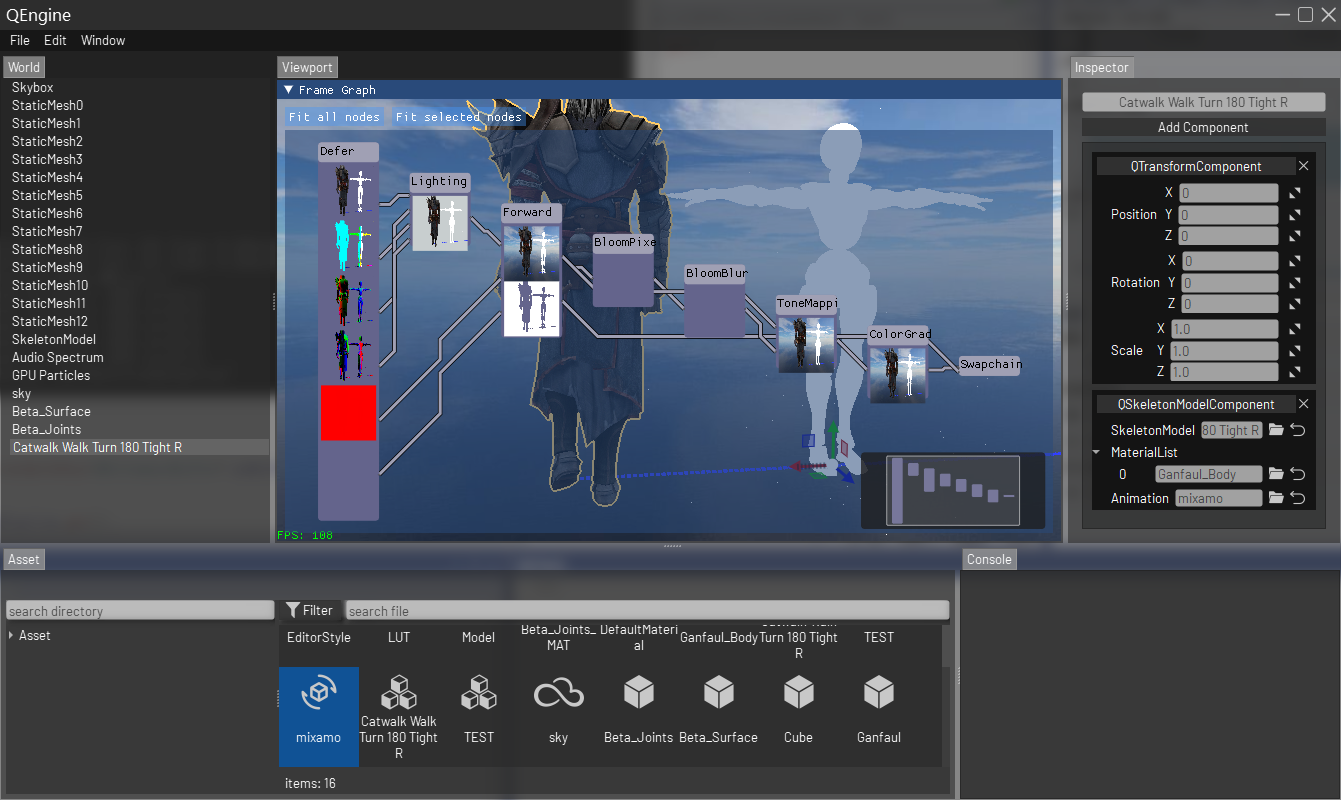 QEngine
File Edit Window
World
Skybox
StaticMesh0
StaticMesh1
StaticMesh2
StaticMesh3
StaticMesh4
StaticMesh5
StaticMesh6
StaticMesh7
StaticMesh8
StaticMesh9
StaticMesh10
StaticMesh11
StaticMesh12
SkeletonModel
Audio Spectrum
GPU Particles
sky
Beta_Surface
Beta_Joints
Catwalk Walk Turn 180 Tight R
Viewport
Frame Graph
Fit all nodes Fit selected nodes
Defer
Lighting
Forward
BloomPixe
BloomBlur
ToneMappi
ColorGrad
Swapchain
FPS: 108
Inspector
Catwalk Walk Turn 180 Tight R
Add Component
QTransformComponent
X 0
Position Y 0
Z 0
X 0
Rotation Y 0
Z 0
X 1.0
Scale Y 1.0
Z 1.0
QSkeletonModelComponent
SkeletonModel 80 Tight R
MaterialList
0 Ganfaul_Body
Animation mixamo
Asset
search directory
Asset
Filter search file
EditorStyle
LUT
Model
Beta_Joints_
MAT
DefaultMateri
al
Ganfaul_Body
Turn 180 Tight
R
TEST
mixamo
Catwalk Walk
Turn 180 Tight
R
TEST
sky
Beta_Joints
Beta_Surface
Cube
Ganfaul
items: 16
Console